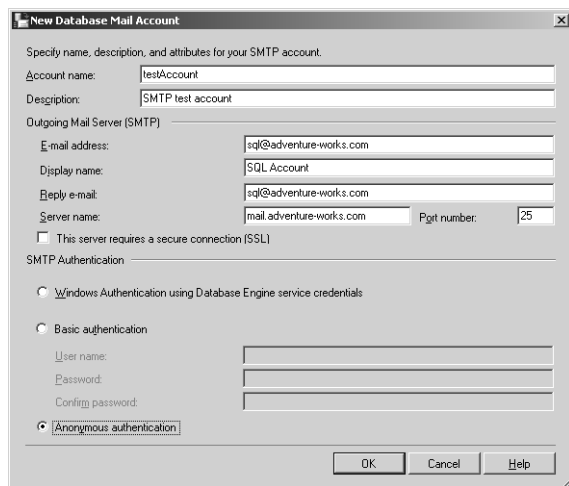 New Database Mail Account
Specify name, description, and attributes for your SMTP account.
Account name: testAccount
Description: SMTP test account
Outgoing Mail Server (SMTP)
E-mail address: sql@adventure-works.com
Display name: SQL Account
Reply e-mail: sql@adventure-works.com
Server name: mail.adventure-works.com Port number: 25
This server requires a secure connection (SSL)
SMTP Authentication
Windows Authentication using Database Engine service credentials
Basic authentication
User name:
Password:
Confirm password:
Anonymous authentication
OK Cancel Help